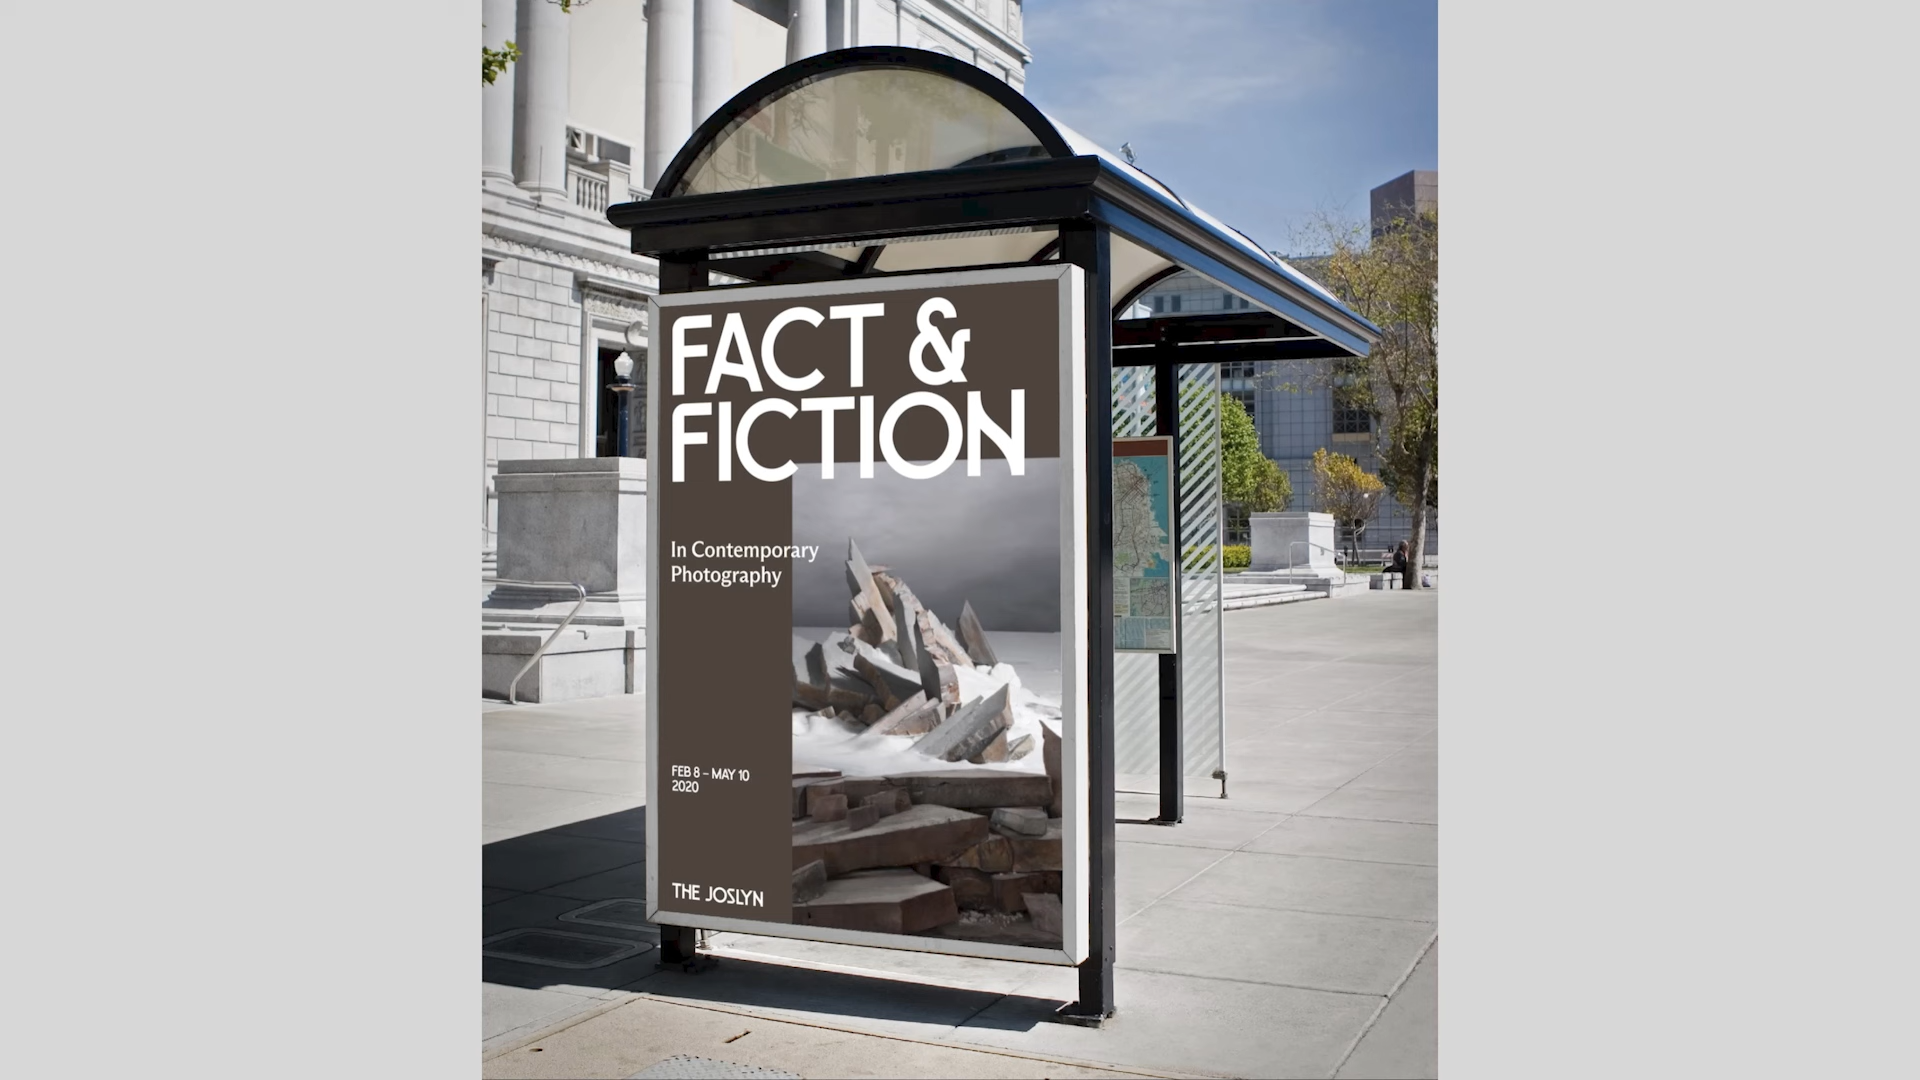 FACT &
FICTION
In Contemporary
Photography
FEB 8 – MAY 10
2020
THE JOSLYN